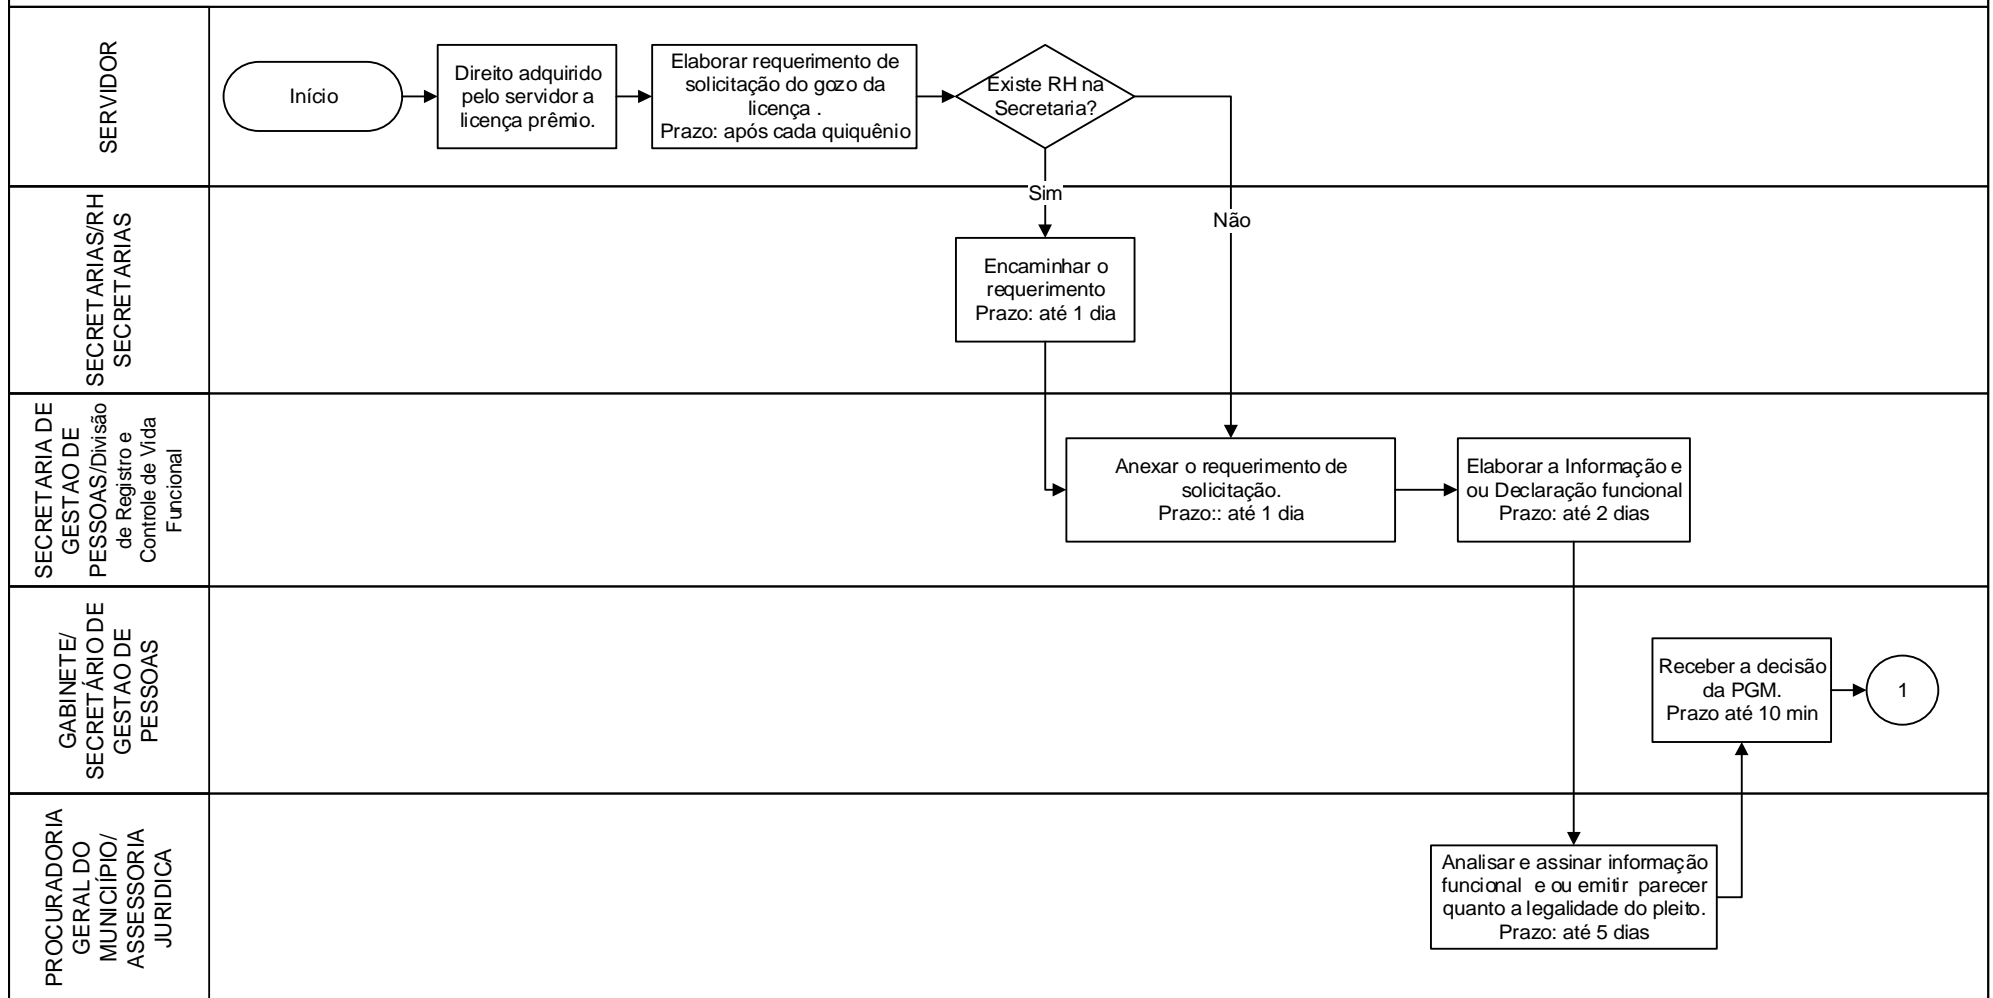 SERVIDOR
Início
Direito adquirido
pelo servidor a
licença prêmio.
Elaborar requerimento de
solicitação do gozo da
licença .
Prazo: após cada quiquênio
Existe RH na
Secretaria?
Sim
Não
SECRETARIAS/RH
SECRETARIAS
Encaminhar o
requerimento
Prazo: até 1 dia
SECRETARIA DE
GESTAO DE
PESSOAS/Divisão
de Registro e
Controle de Vida
Funcional
Anexar o requerimento de
solicitação.
Prazo:: até 1 dia
Elaborar a Informação e
ou Declaração funcional
Prazo: até 2 dias
GABINETE/
SECRETÁRIO DE
GESTAO DE
PESSOAS
Receber a decisão
da PGM.
Prazo até 10 min
1
PROCURADORIA
GERAL DO
MUNICÍIPIO/
ASSESSORIA
JURIDICA
Analisar e assinar informação
funcional e ou emitir parecer
quanto a legalidade do pleito.
Prazo: até 5 dias